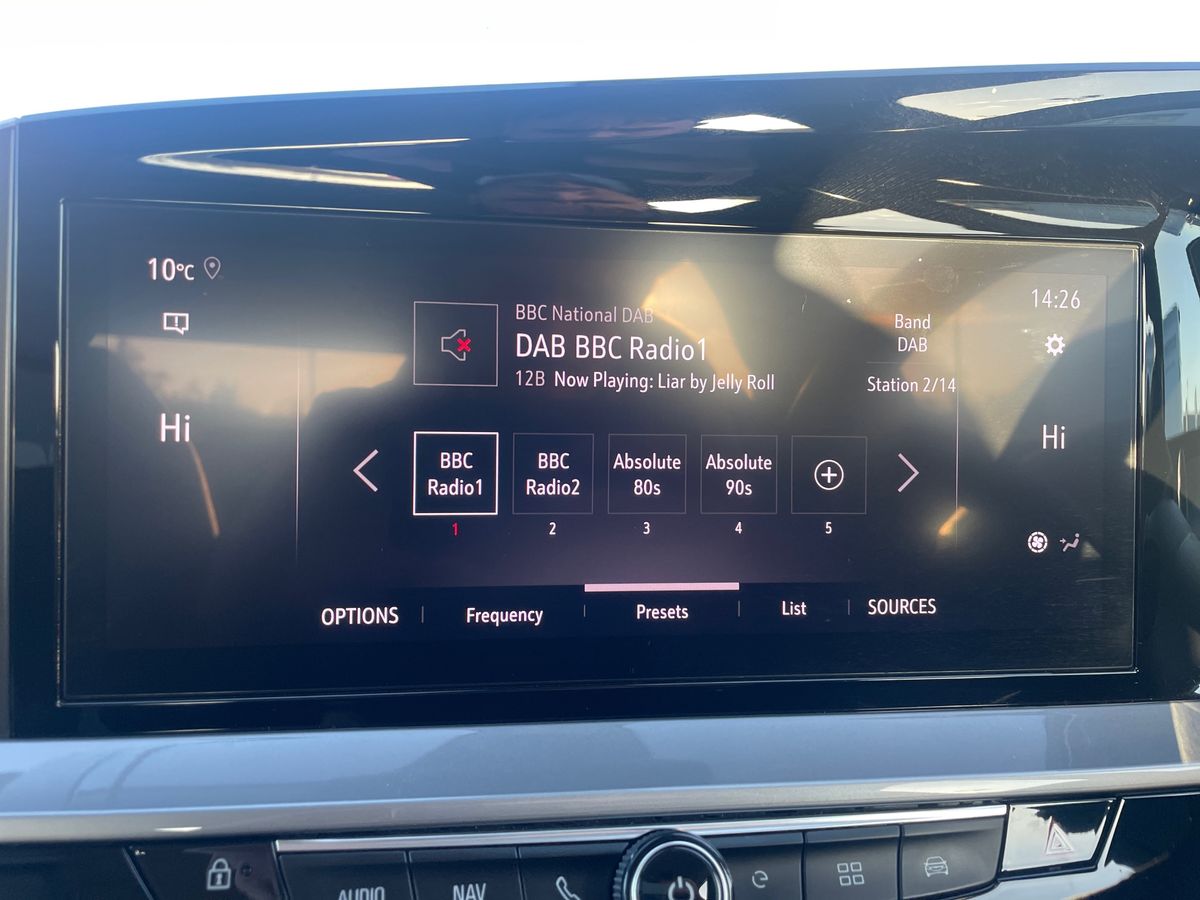 10°C
14:26
BBC National DAB
DAB BBC Radio1
12B Now Playing: Liar by Jelly Roll
Band
DAB
Station 2/14
Hi
Hi
BBC
Radio1
BBC
Radio2
Absolute
80s
Absolute
90s
1
2
3
4
5
OPTIONS
Frequency
Presets
List
SOURCES
AUDIO
NAV